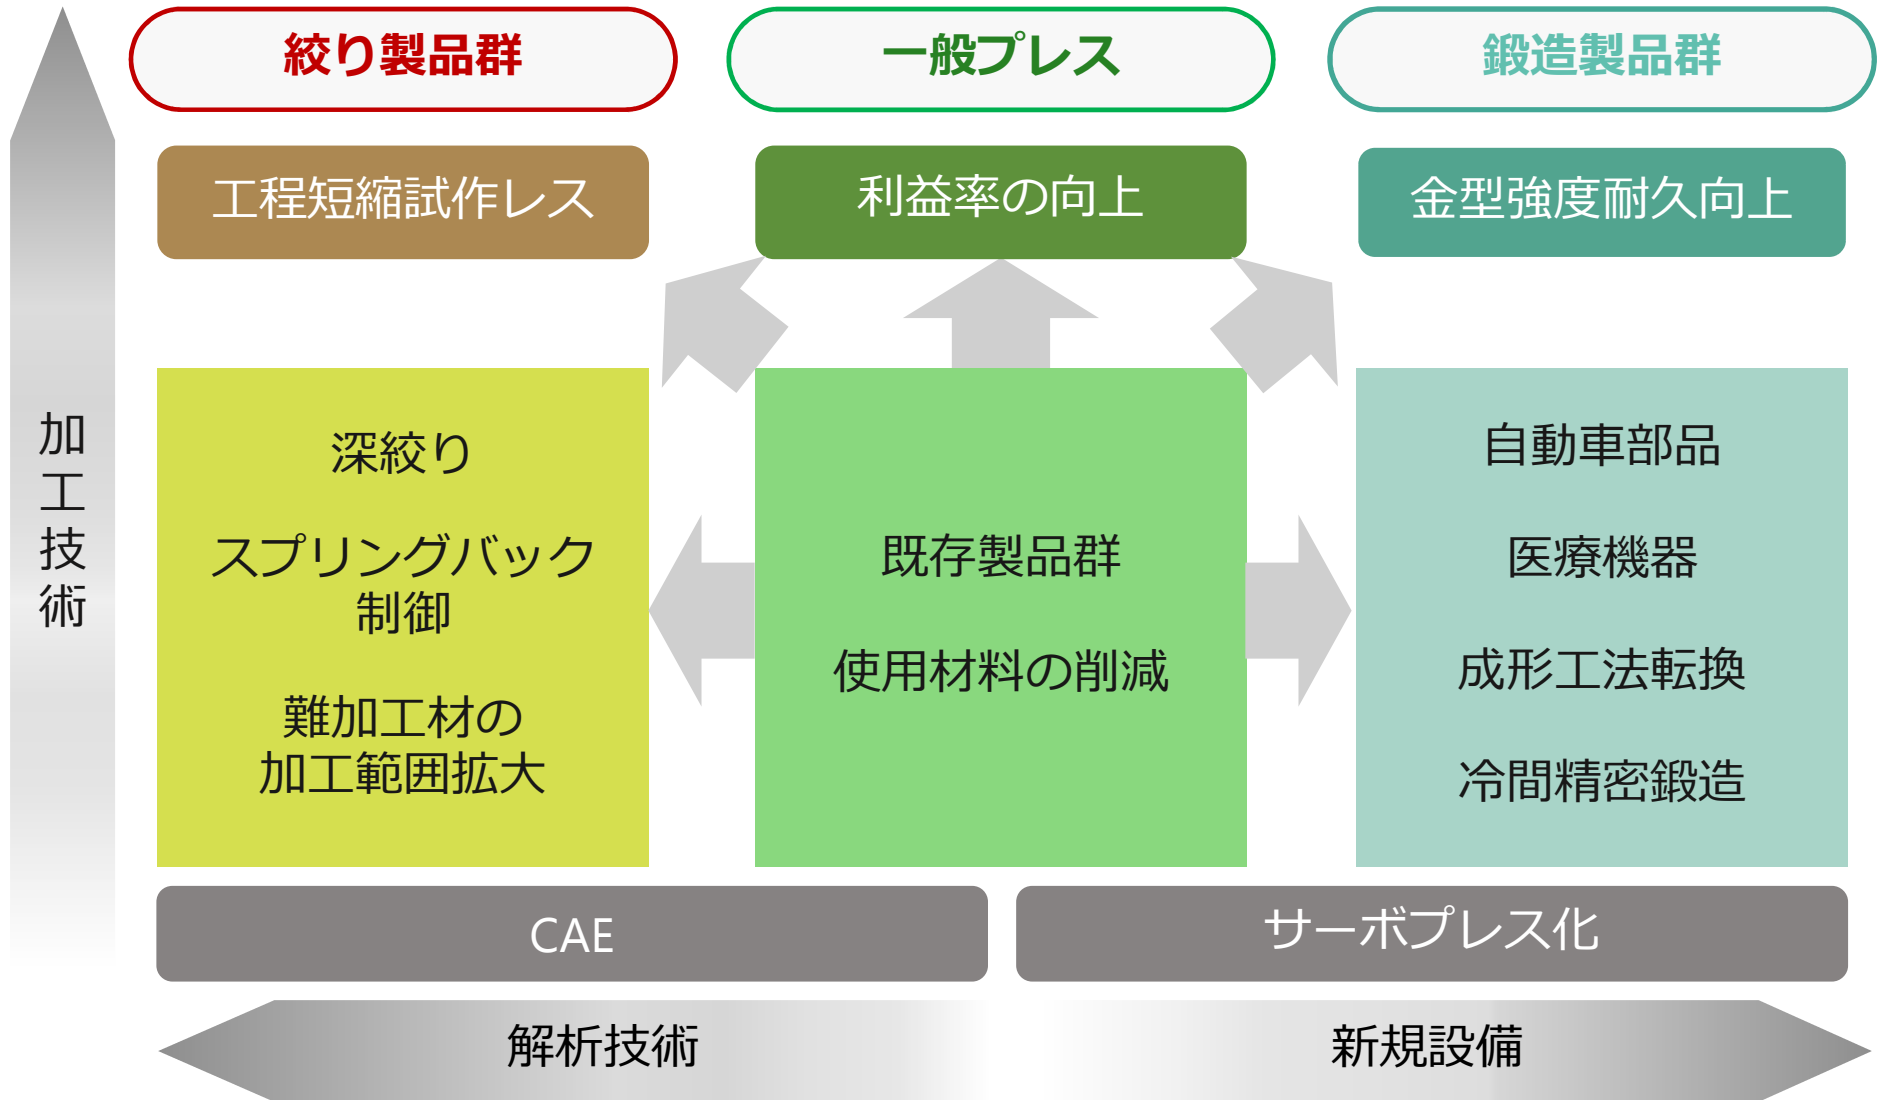 絞り製品群
一般プレス
鍛造製品群
工程短縮試作レス
利益率の向上
金型強度耐久向上
加工技術
深絞り
スプリングバック
制御
難加工材の
加工範囲拡大
既存製品群
使用材料の削減
自動車部品
医療機器
成形工法転換
冷間精密鍛造
CAE
サーボプレス化
解析技術
新規設備